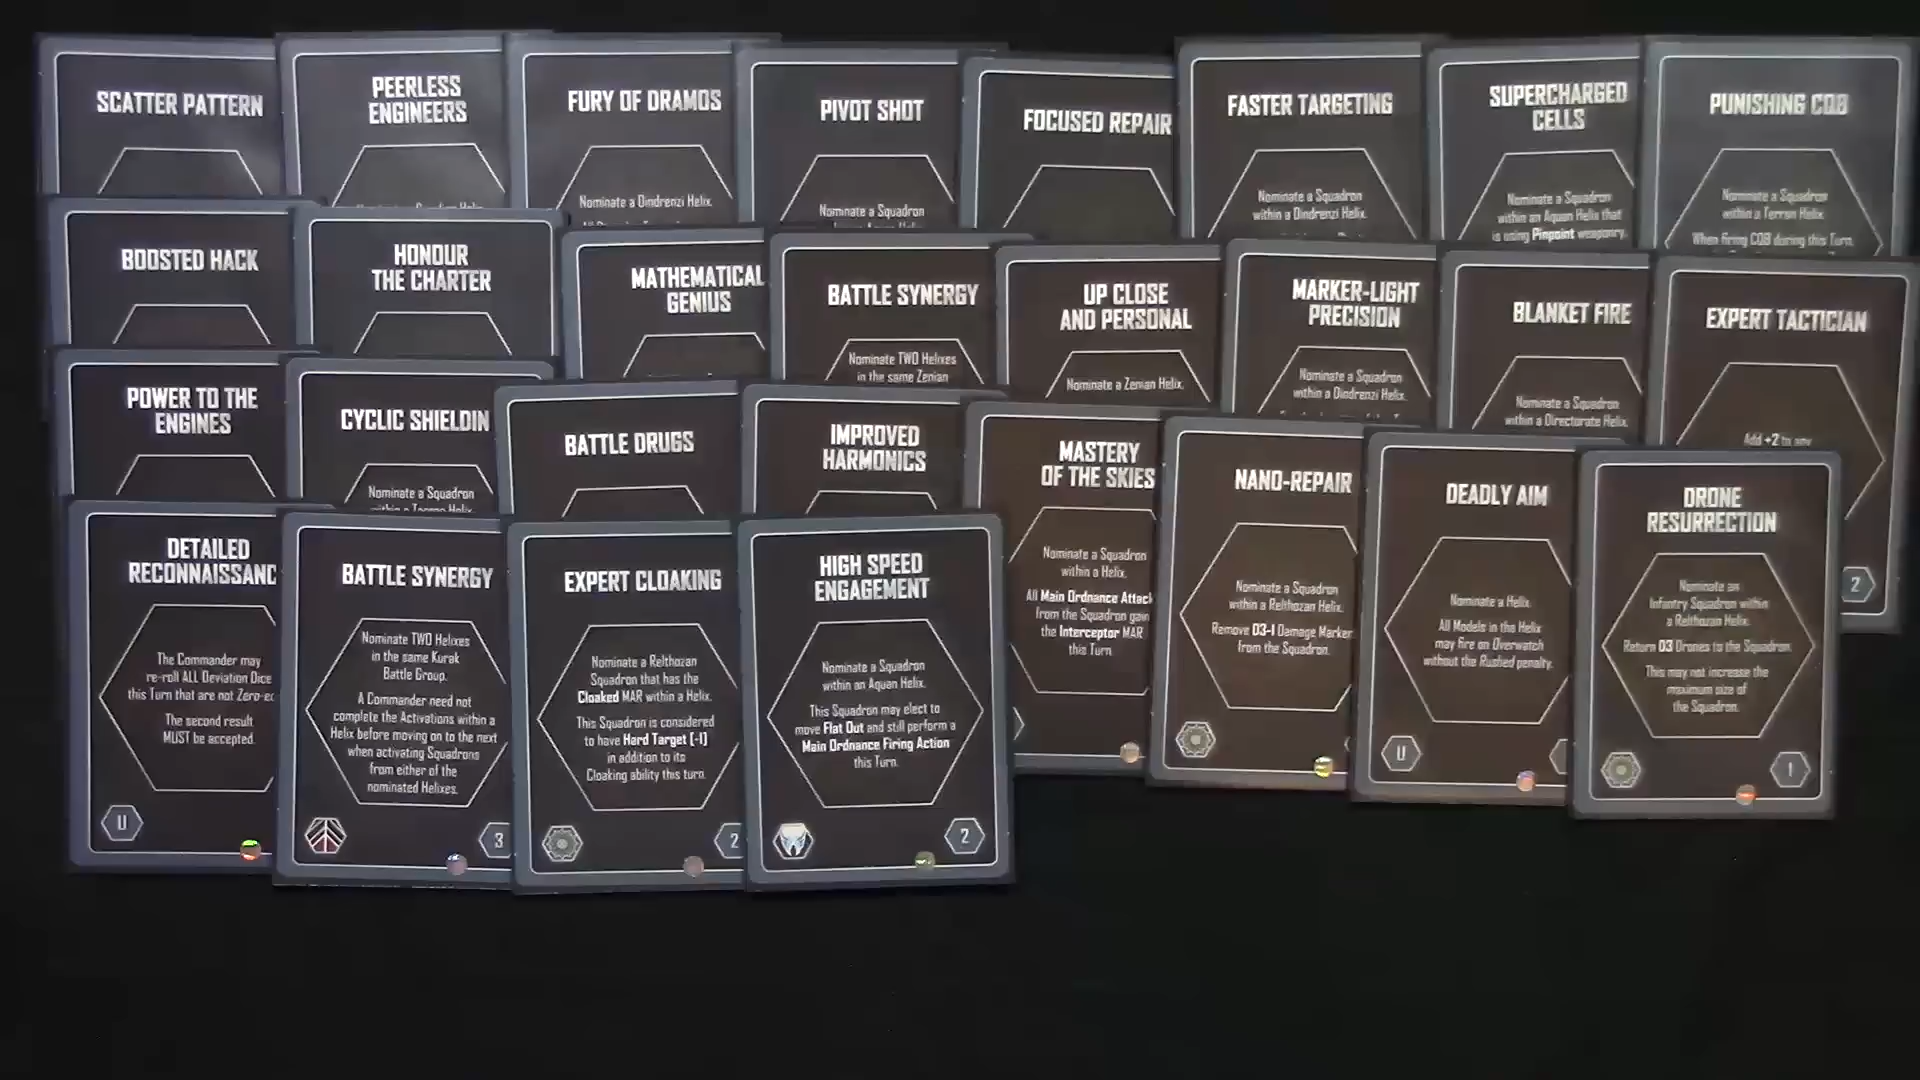 SCATTER PATTERN
PEERLESS
ENGINEERS
FURY OF DRAMOS
Nominate a Dindrenzi Helix.
PIVOT SHOT
Nominate a Squadron
FOCUSED REPAIR
FASTER TARGETING
Nominate a Squadron
within a Dindrenzi Helix.
SUPERCHARGED
CELLS
Nominate a Squadron
within an Aquan Helix that
is using Pinpoint weaponry.
PUNISHING CQB
Nominate a Squadron
within a Terran Helix.
When firing CQB during this Turn,
BOOSTED HACK
HONOUR
THE CHARTER
MATHEMATICAL
GENIUS
BATTLE SYNERGY
Nominate TWO Helixes
in the same Zenian
UP CLOSE
AND PERSONAL
Nominate a Zenian Helix.
MARKER-LIGHT
PRECISION
Nominate a Squadron
within a Dindrenzi Helix.
BLANKET FIRE
Nominate a Squadron
within a Directorate Helix.
EXPERT TACTICIAN
Add +2 to any
2
POWER TO THE
ENGINES
CYCLIC SHIELDIN
Nominate a Squadron
within a Terran Helix.
BATTLE DRUGS
IMPROVED
HARMONICS
MASTERY
OF THE SKIES
Nominate a Squadron
within a Helix.
All Main Ordnance Attack
from the Squadron gain
the Interceptor MAR
this Turn.
NANO-REPAIR
Nominate a Squadron
within a Relthozan Helix.
Remove D3-1 Damage Marker
from the Squadron.
DEADLY AIM
Nominate a Helix.
All Models in the Helix
may fire on Overwatch
without the Rushed penalty.
U
DRONE
RESURRECTION
Nominate an
Infantry Squadron within
a Relthozan Helix.
Return D3 Drones to the Squadron.
This may not increase the
maximum size of
the Squadron.
1
DETAILED
RECONNAISSANC
The Commander may
re-roll ALL Deviation Dice
this Turn that are not Zero-ed
The second result
MUST be accepted.
U
BATTLE SYNERGY
Nominate TWO Helixes
in the same Kurak
Battle Group.
A Commander need not
complete the Activations within a
Helix before moving on to the next
when activating Squadrons
from either of the
nominated Helixes.
3
EXPERT CLOAKING
Nominate a Relthozan
Squadron that has the
Cloaked MAR within a Helix.
This Squadron is considered
to have Hard Target [-1]
in addition to its
Cloaking ability this turn.
2
HIGH SPEED
ENGAGEMENT
Nominate a Squadron
within an Aquan Helix.
This Squadron may elect to
move Flat Out and still perform a
Main Ordnance Firing Action
this Turn.
2